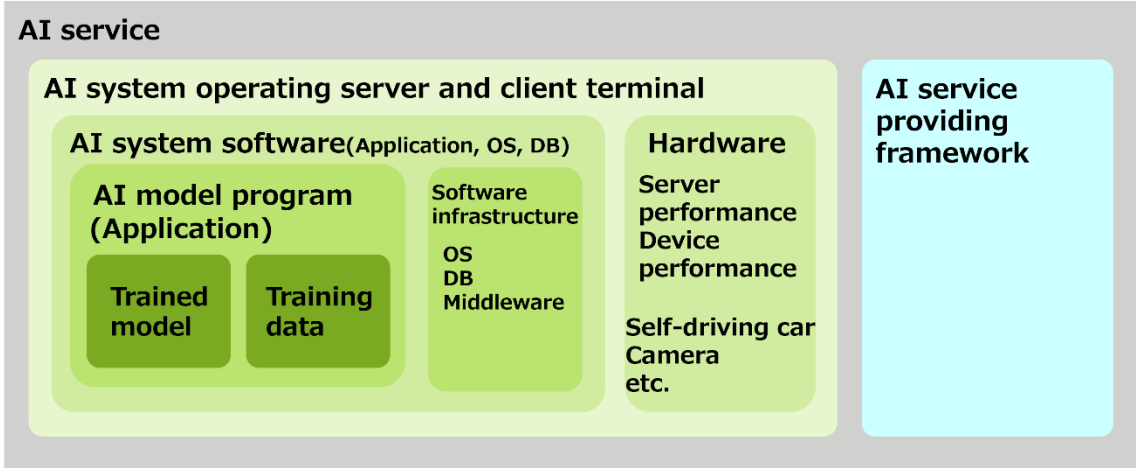 AI service
AI system operating server and client terminal
AI system software(Application, OS, DB)
AI model program
(Application)
Trained
model
Training
data
Software
infrastructure
OS
DB
Middleware
Hardware
Server
performance
Device
performance
Self-driving car
Camera
etc.
AI service
providing
framework